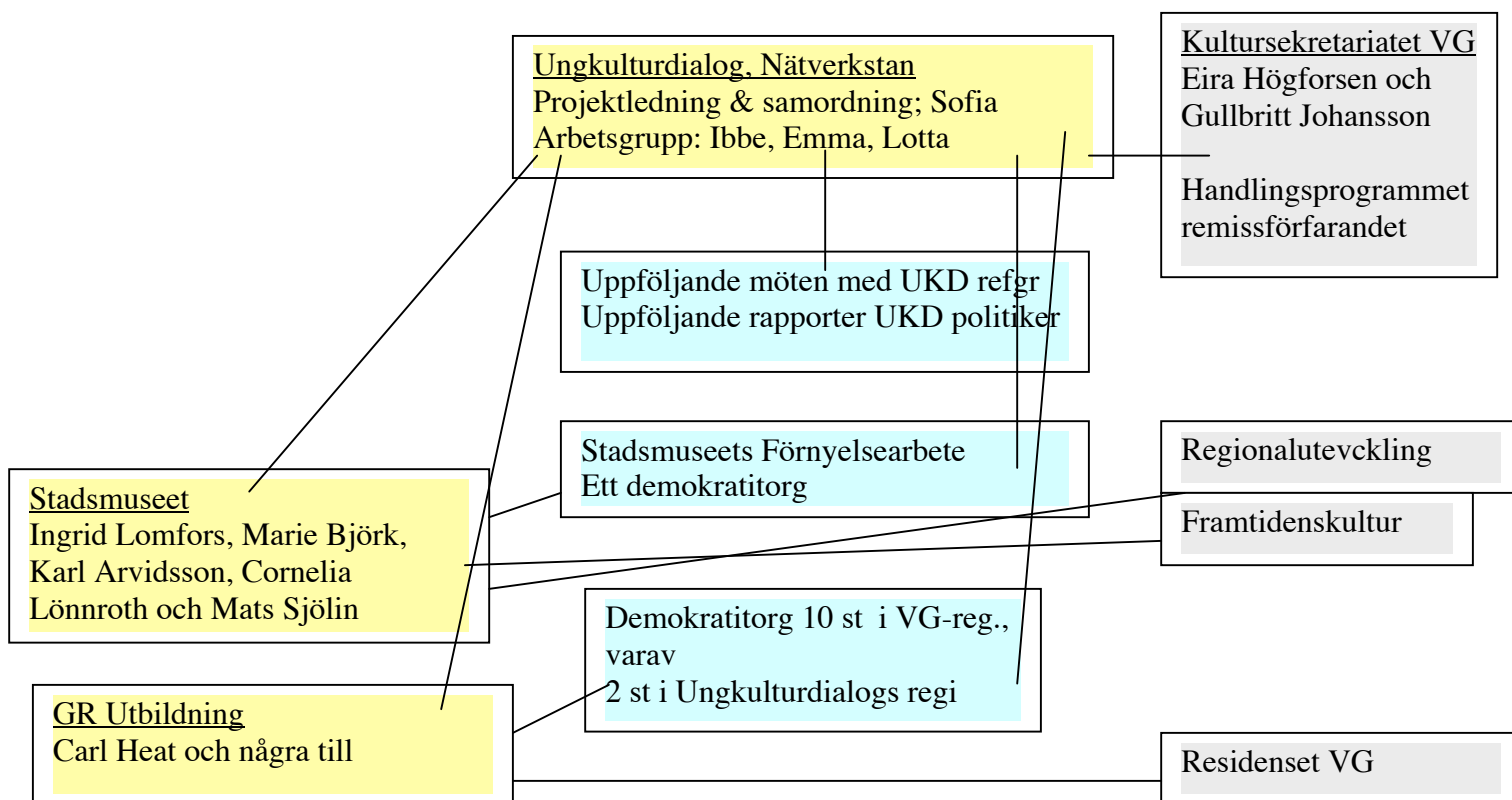 Ungkulturdialog, Nätverkstan
Projektledning & samordning; Sofia
Arbetsgrupp: Ibbe, Emma, Lotta
Kultursekretariatet VG
Eira Högforsen och
Gullbritt Johansson
Handlingsprogrammet
remissförfarandet
Uppföljande möten med UKD refgr
Uppföljande rapporter UKD politiker
Stadsmuseets Förnyelsearbete
Ett demokratitorg
Regionalutevckling
Framtidenskultur
Stadsmuseet
Ingrid Lomfors, Marie Björk,
Karl Arvidsson, Cornelia
Lönnroth och Mats Sjölin
Demokratitorg 10 st i VG-reg.,
varav
2 st i Ungkulturdialogs regi
GR Utbildning
Carl Heat och några till
Residenset VG